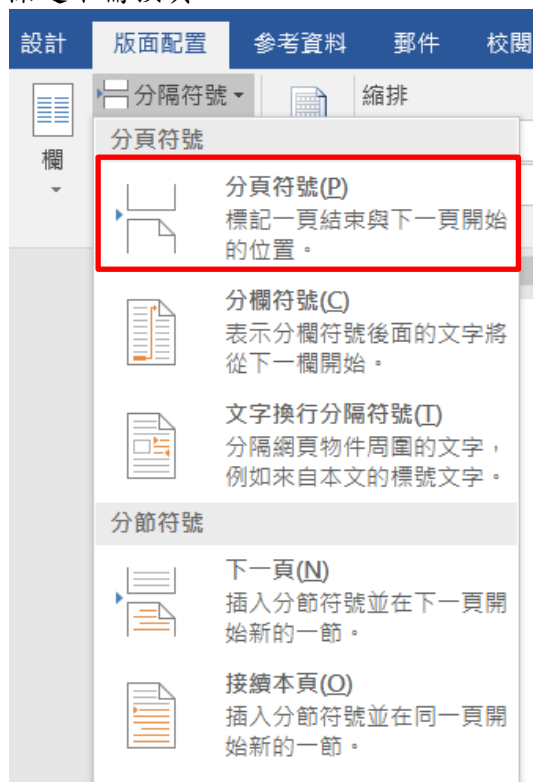 設計 版面配置 參考資料 郵件 校閱
分隔符號 縮排
欄
分頁符號
分頁符號(P)
標記一頁結束與下一頁開始
的位置。
分欄符號(C)
表示分欄符號後面的文字將
從下一欄開始。
文字換行分隔符號(T)
分隔網頁物件周圍的文字，
例如來自本文的標號文字。
分節符號
下一頁(N)
插入分節符號並在下一頁開
始新的一節。
接續本頁(O)
插入分節符號並在同一頁開
始新的一節。